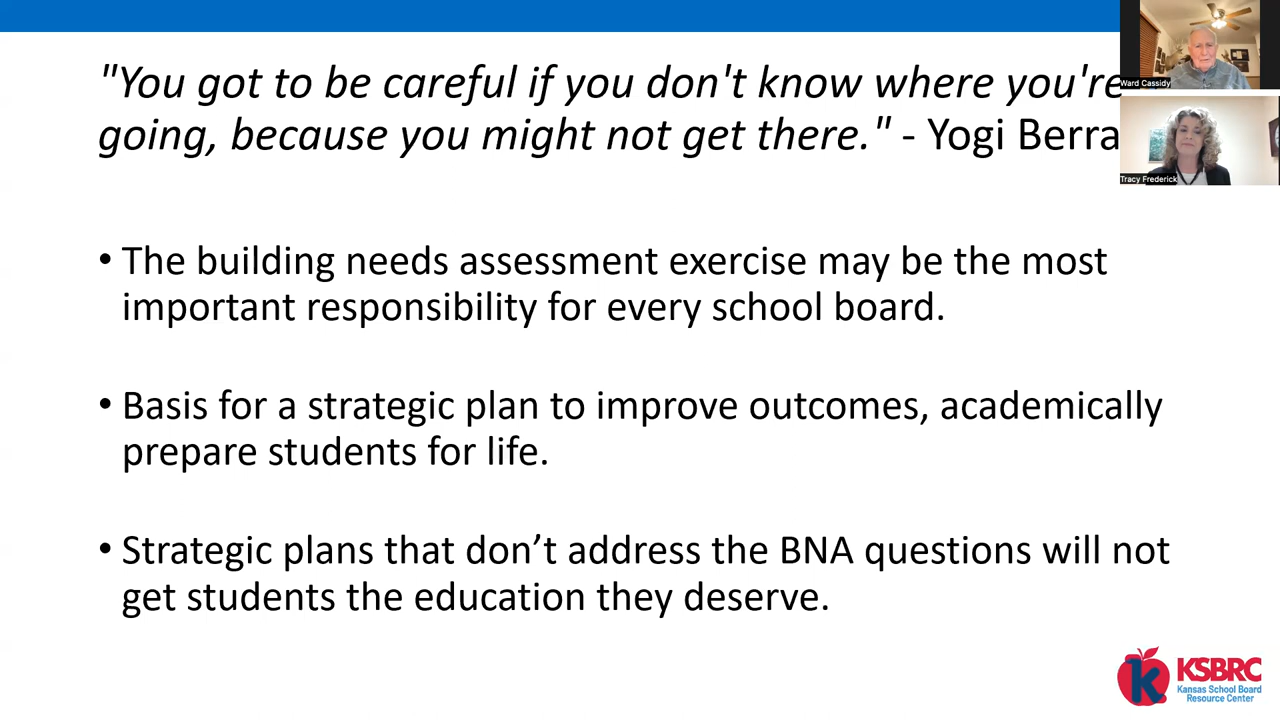 "You got to be careful if you don't know where you're
going, because you might not get there." - Yogi Berra
Ward Cassidy
Tracy Frederick
• The building needs assessment exercise may be the most
important responsibility for every school board.
• Basis for a strategic plan to improve outcomes, academically
prepare students for life.
• Strategic plans that don’t address the BNA questions will not
get students the education they deserve.
k
KSBRC
Kansas School Board
Resource Center